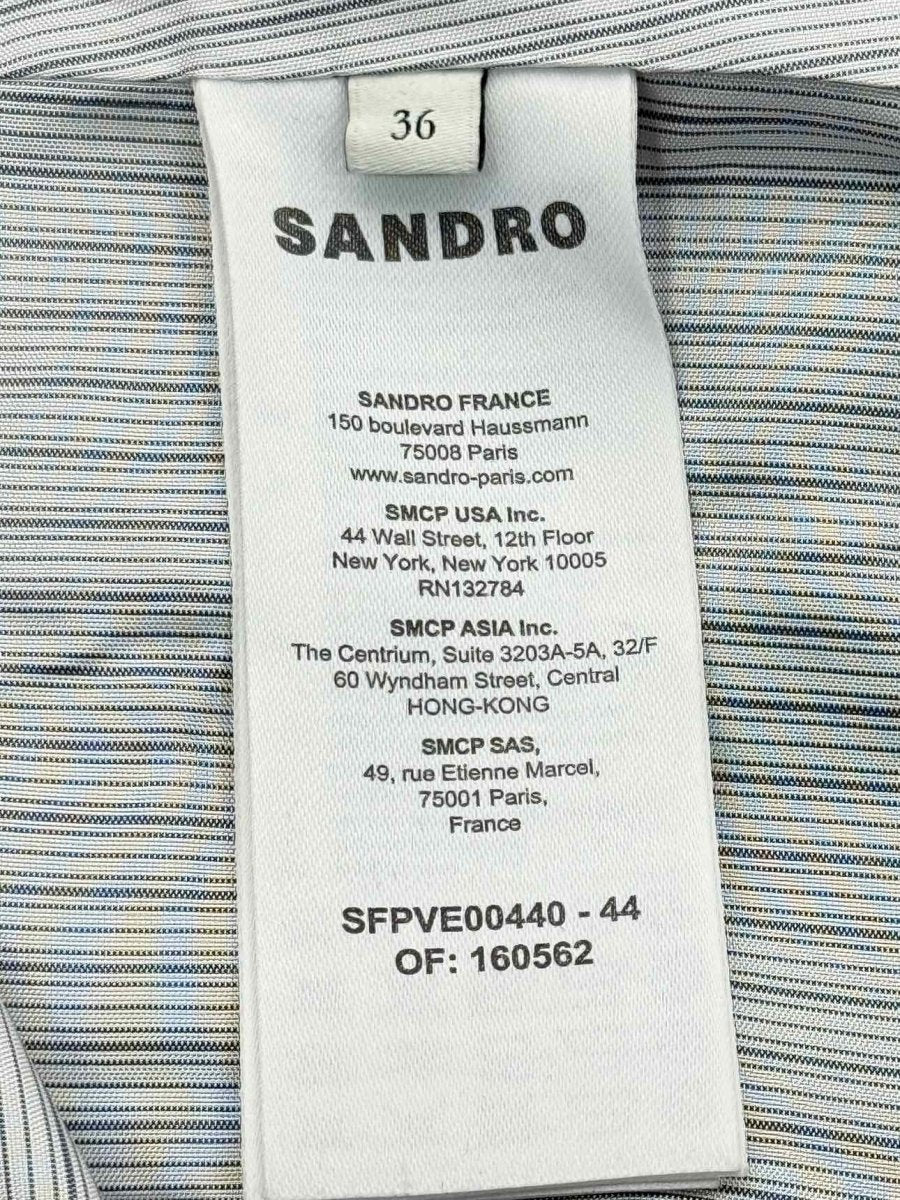 36
SANDRO
SANDRO FRANCE
150 boulevard Haussmann
75008 Paris
www.sandro-paris.com
SMCP USA Inc.
44 Wall Street, 12th Floor
New York, New York 10005
RN132784
SMCP ASIA Inc.
The Centrium, Suite 3203A-5A, 32/F
60 Wyndham Street, Central
HONG-KONG
SMCP SAS,
49, rue Etienne Marcel,
75001 Paris,
France
SFPVE00440 - 44
OF: 160562